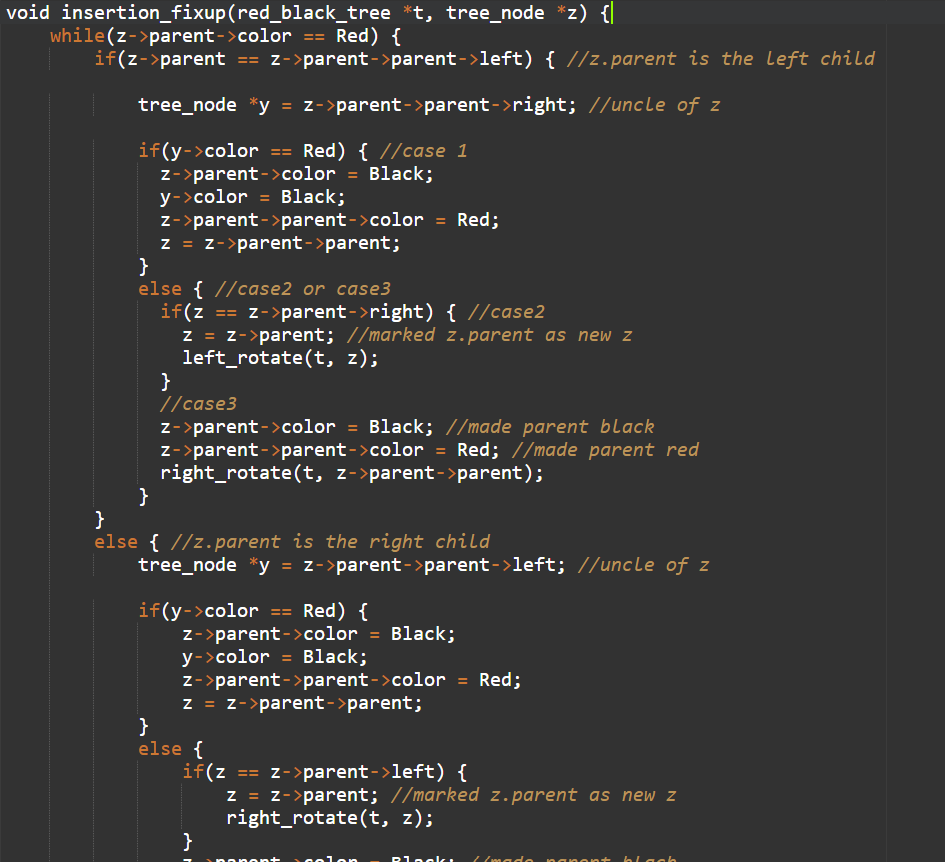 void insertion_fixup(red_black_tree *t, tree_node *z) {
while(z->parent->color == Red) {
if(z->parent == z->parent->parent->left) { //z.parent is the left child
tree_node *y = z->parent->parent->right; //uncle of z
if(y->color == Red) { //case 1
z->parent->color = Black;
y->color = Black;
z->parent->parent->color = Red;
z = z->parent->parent;
}
else { //case2 or case3
if(z == z->parent->right) { //case2
z = z->parent; //marked z.parent as new z
left_rotate(t, z);
}
//case3
z->parent->color = Black; //made parent black
z->parent->parent->color = Red; //made parent red
right_rotate(t, z->parent->parent);
}
}
else { //z.parent is the right child
tree_node *y = z->parent->parent->left; //uncle of z
if(y->color == Red) {
z->parent->color = Black;
y->color = Black;
z->parent->parent->color = Red;
z = z->parent->parent;
}
else {
if(z == z->parent->left) {
z = z->parent; //marked z.parent as new z
right_rotate(t, z);
}
z->parent->color = Black; //made parent black